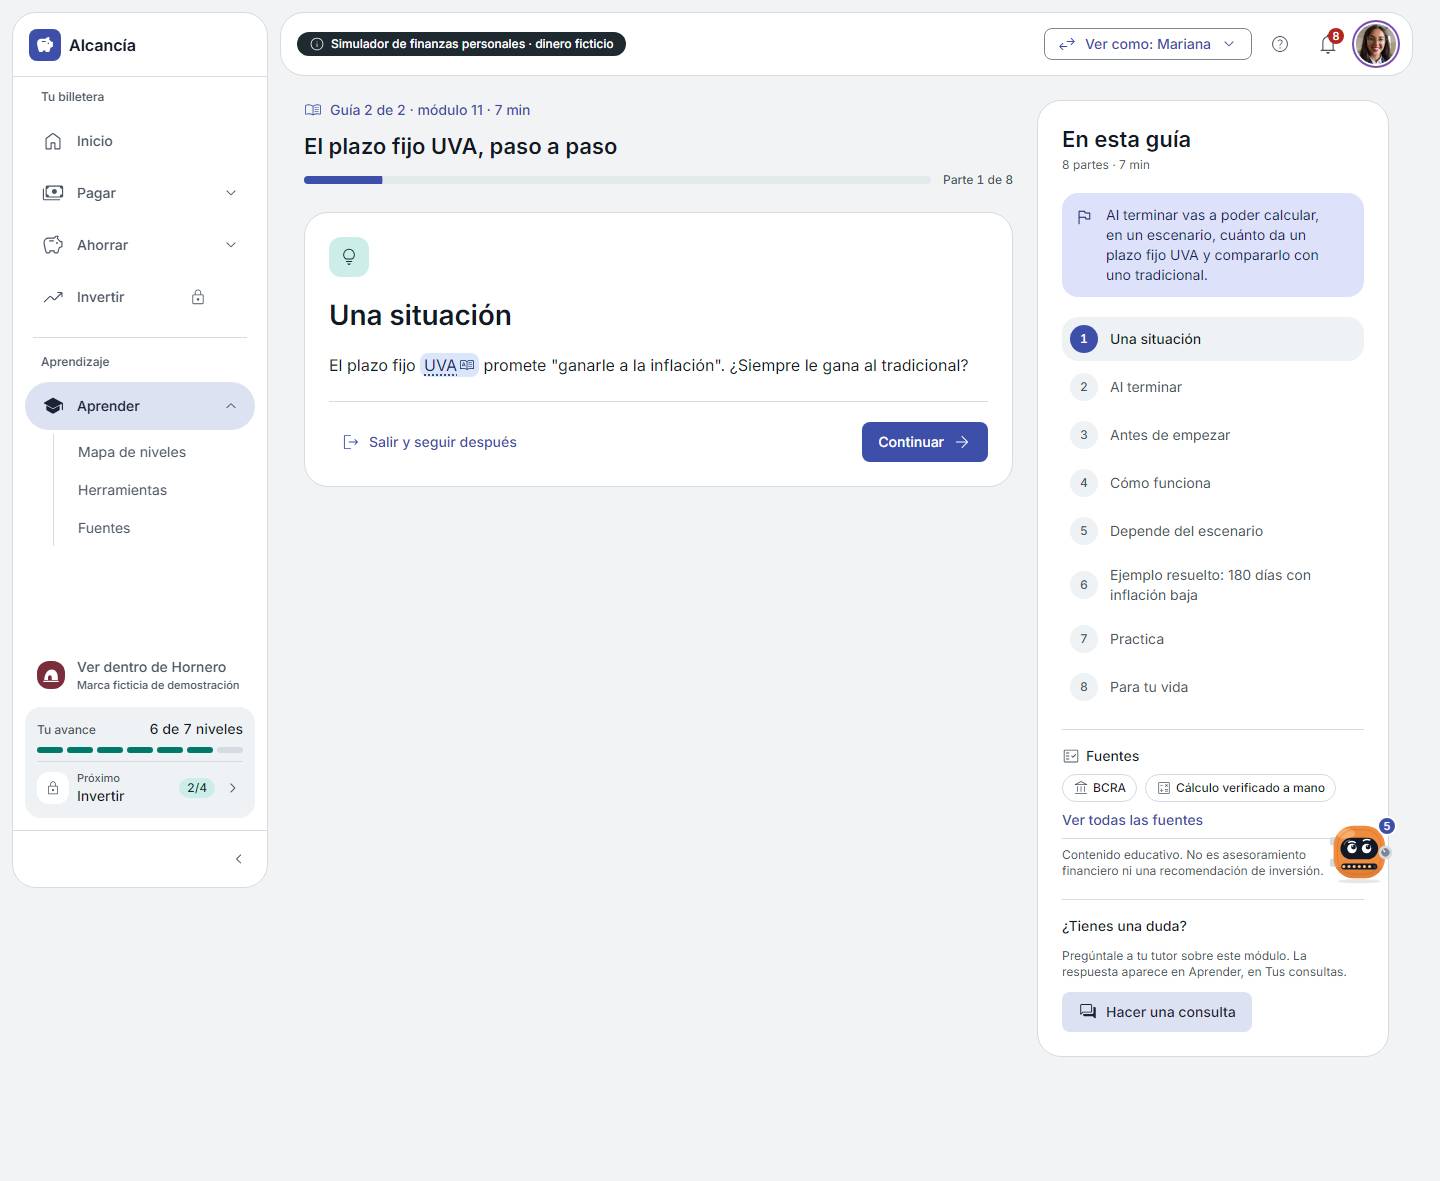 Alcancía
Simulador de finanzas personales · dinero ficticio
Ver como: Mariana
8
Tu billetera
Inicio
Pagar
Ahorrar
Invertir
Aprendizaje
Aprender
Mapa de niveles
Herramientas
Fuentes
Ver dentro de Hornero
Marca ficticia de demostración
Tu avance
6 de 7 niveles
Próximo
Invertir
2/4
Guía 2 de 2 · módulo 11 · 7 min
El plazo fijo UVA, paso a paso
Parte 1 de 8
Una situación
El plazo fijo UVA promete "ganarle a la inflación". ¿Siempre le gana al tradicional?
Salir y seguir después
Continuar
En esta guía
8 partes · 7 min
Al terminar vas a poder calcular,
en un escenario, cuánto da un
plazo fijo UVA y compararlo con
uno tradicional.
1 Una situación
2 Al terminar
3 Antes de empezar
4 Cómo funciona
5 Depende del escenario
6 Ejemplo resuelto: 180 días con
inflación baja
7 Practica
8 Para tu vida
Fuentes
BCRA
Cálculo verificado a mano
Ver todas las fuentes
5
Contenido educativo. No es asesoramiento
financiero ni una recomendación de inversión.
¿Tienes una duda?
Pregúntale a tu tutor sobre este módulo. La
respuesta aparece en Aprender, en Tus consultas.
Hacer una consulta